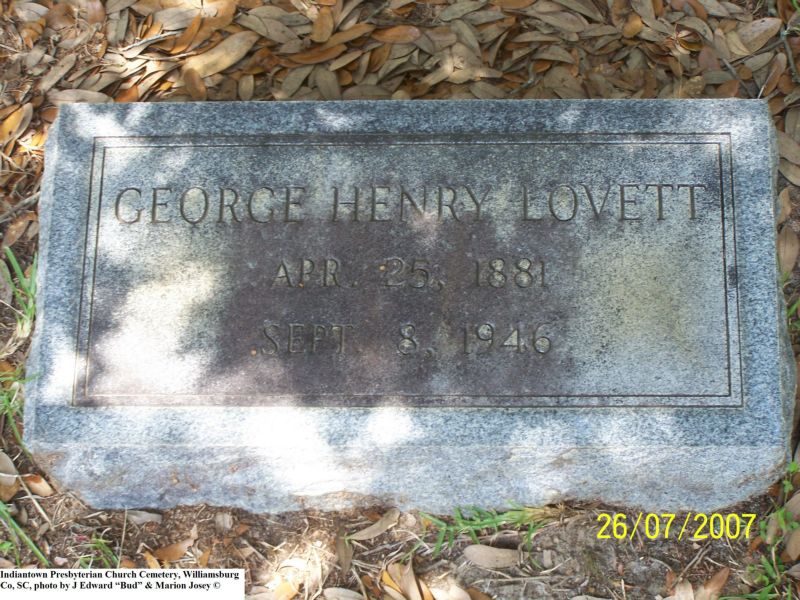 GEORGE HENRY LOVETT
APR. 25, 1881
SEPT. 8, 1946
26/07/2007
Indiantown Presbyterian Church Cemetery, Williamsburg
Co, SC, photo by J Edward “Bud” & Marion Josey ©